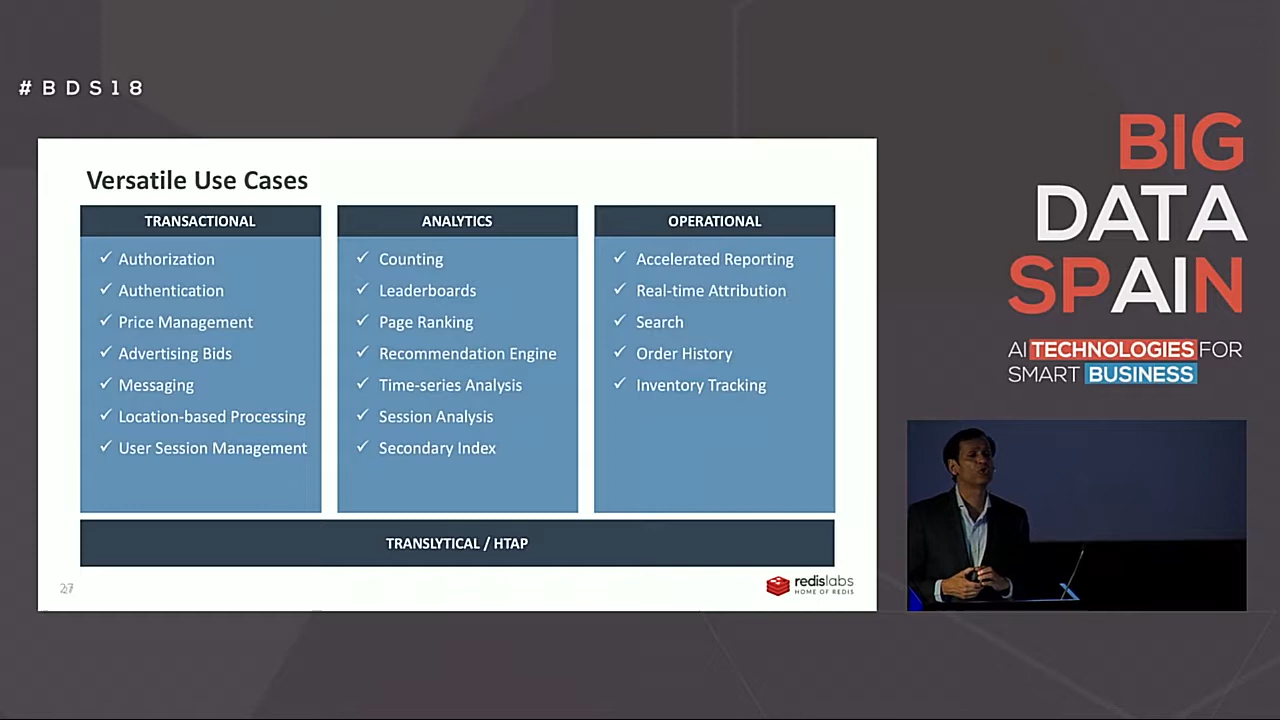 #BDS18
BIG
DATA
SPAIN
AI TECHNOLOGIES FOR
SMART BUSINESS
Versatile Use Cases
TRANSACTIONAL
✓ Authorization
✓ Authentication
✓ Price Management
✓ Advertising Bids
✓ Messaging
✓ Location-based Processing
✓ User Session Management
ANALYTICS
✓ Counting
✓ Leaderboards
✓ Page Ranking
✓ Recommendation Engine
✓ Time-series Analysis
✓ Session Analysis
✓ Secondary Index
OPERATIONAL
✓ Accelerated Reporting
✓ Real-time Attribution
✓ Search
✓ Order History
✓ Inventory Tracking
TRANSLYTICAL / HTAP
27
redislabs
HOME OF REDIS